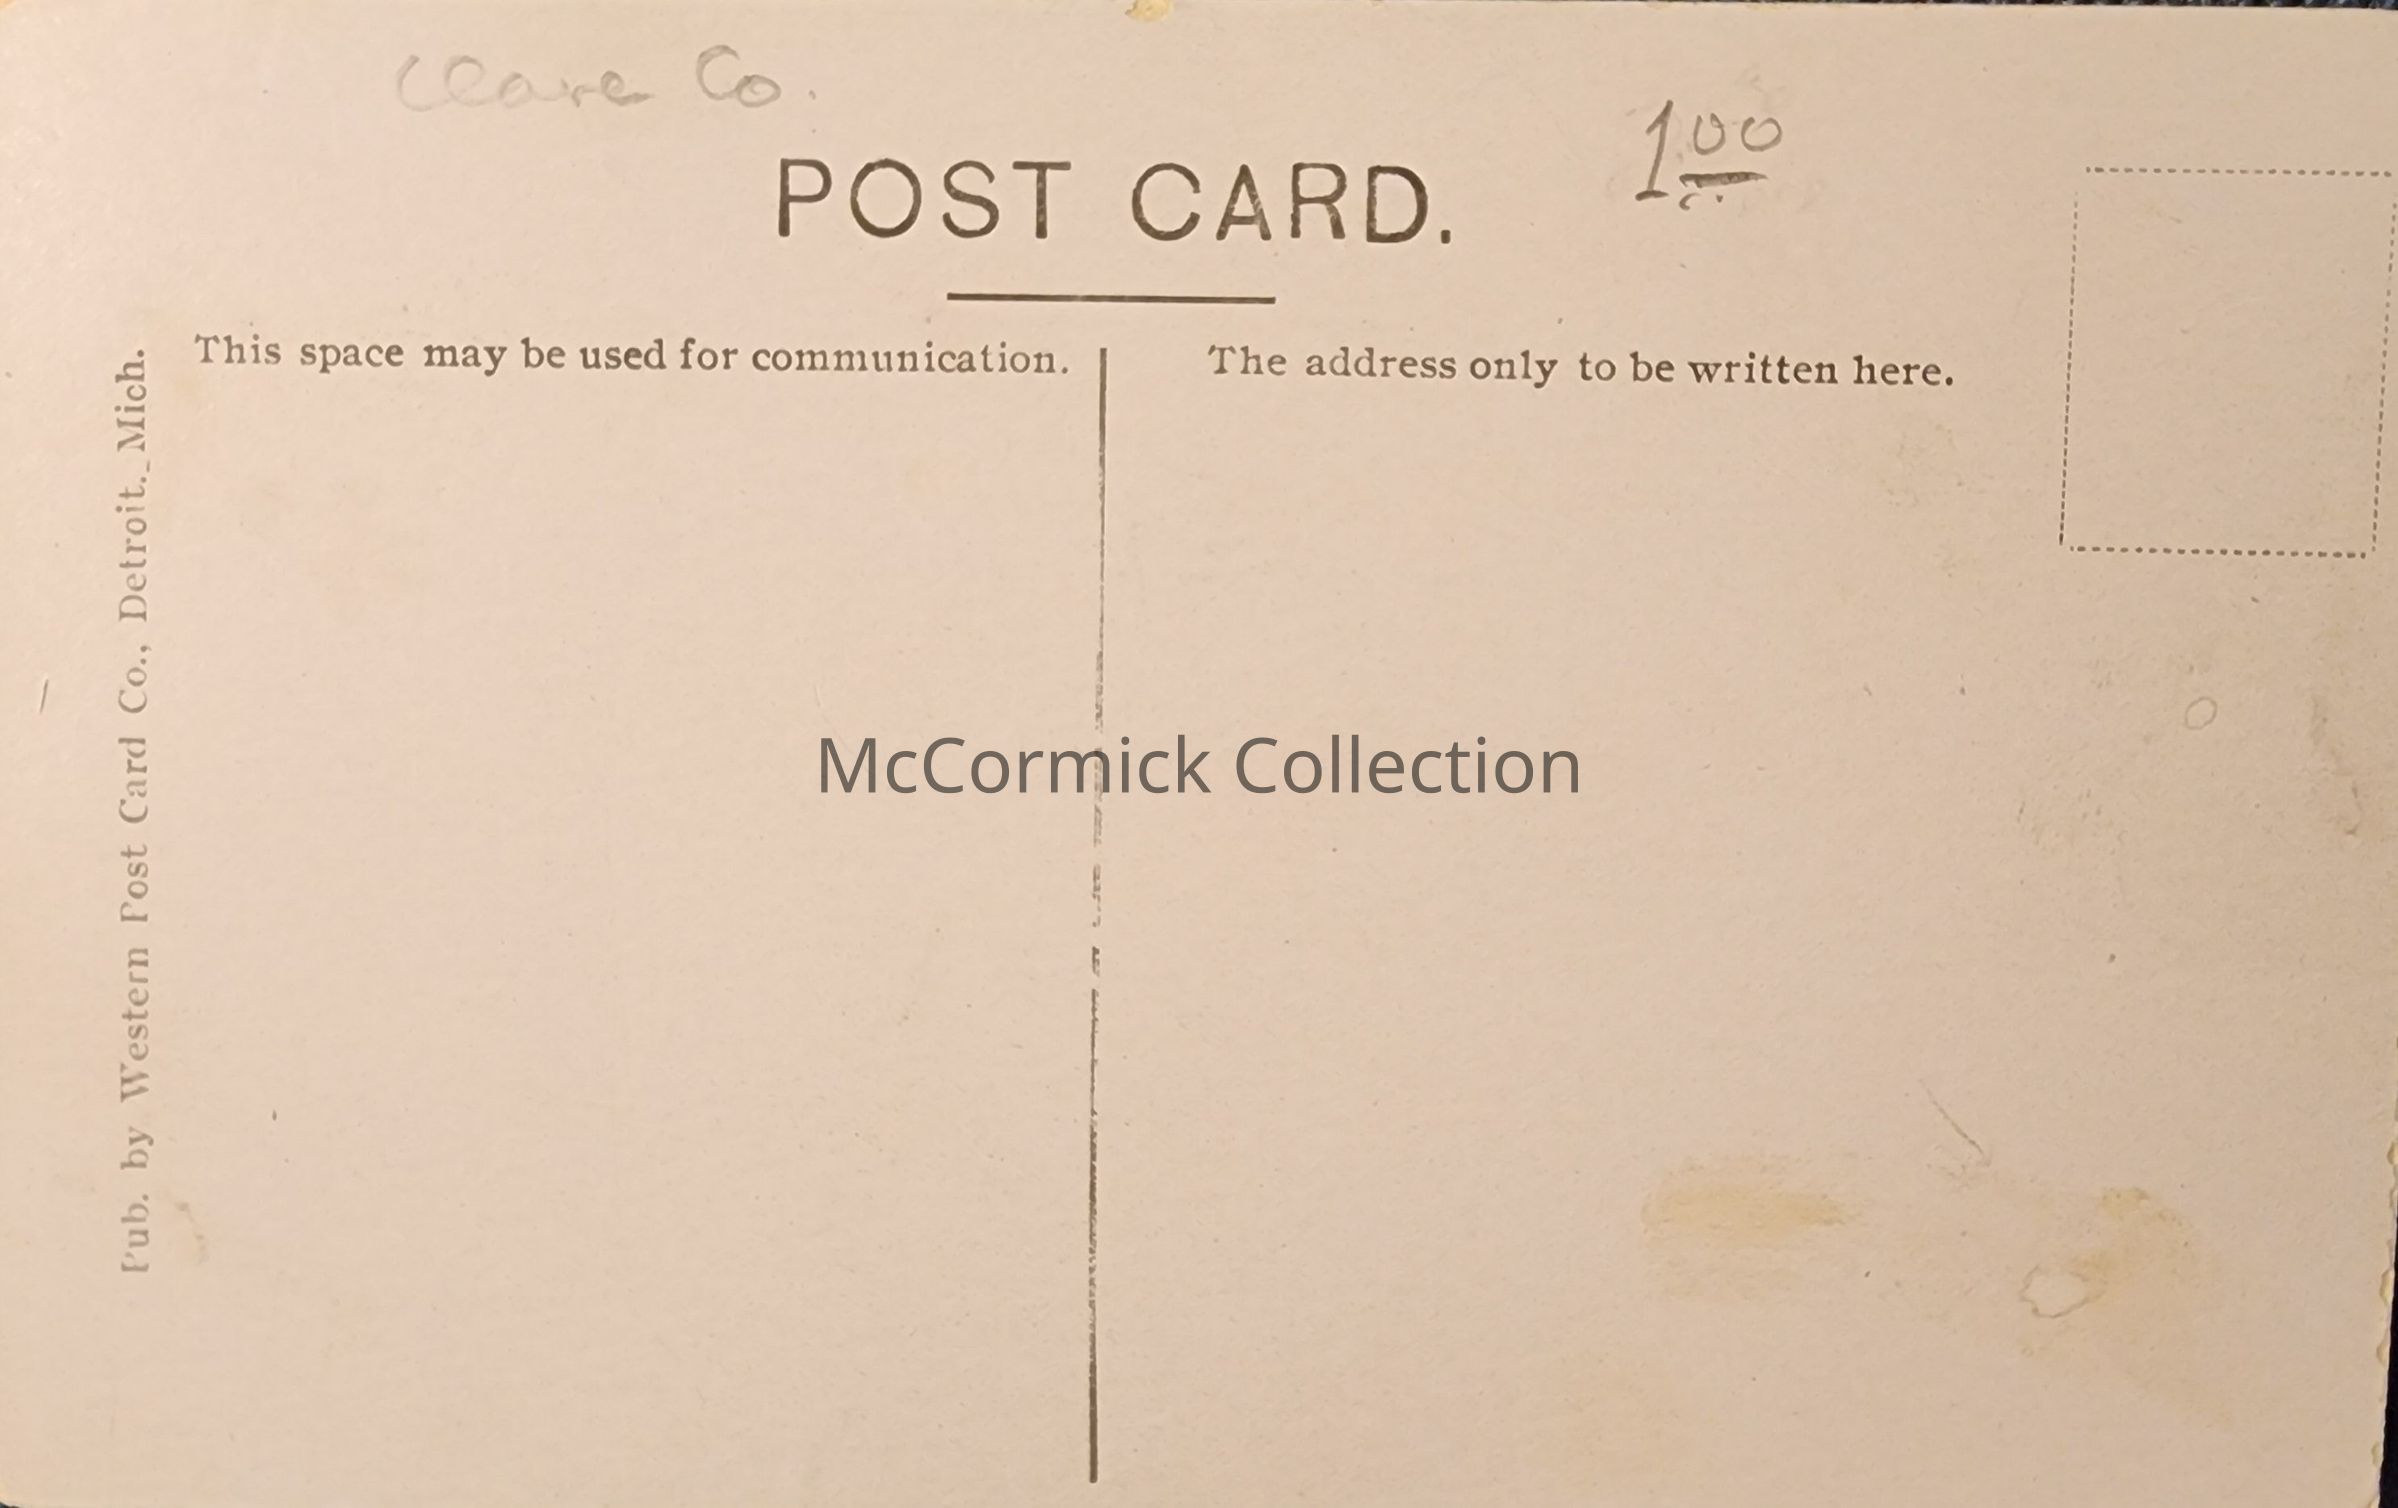 Clare Co.
1.00
POST CARD.
This space may be used for communication.
The address only to be written here.
Pub. by Western Post Card Co., Detroit. Mich.
McCormick Collection